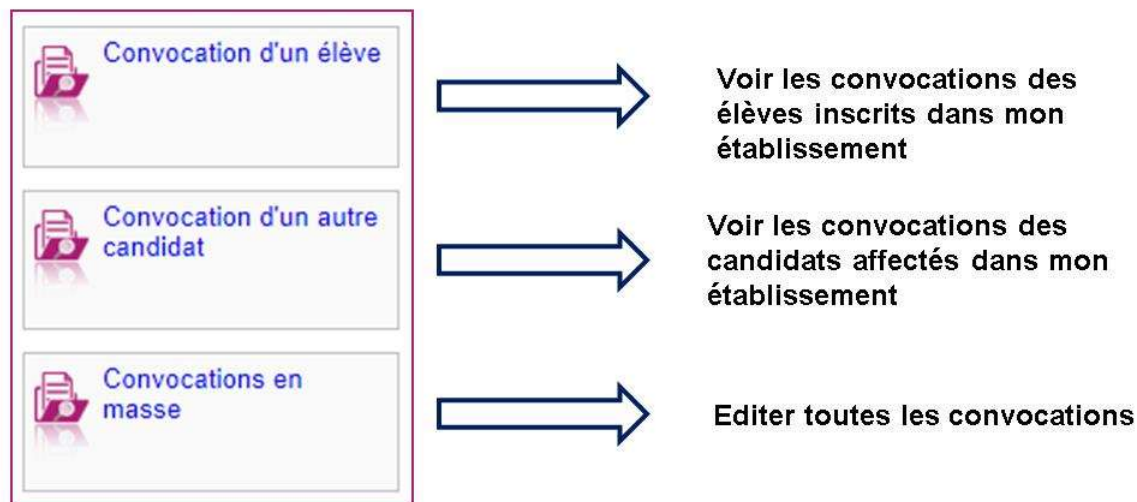 Convocation d'un élève
Voir les convocations des
élèves inscrits dans mon
établissement
Convocation d'un autre
candidat
Voir les convocations des
candidats affectés dans mon
établissement
Convocations en
masse
Editer toutes les convocations